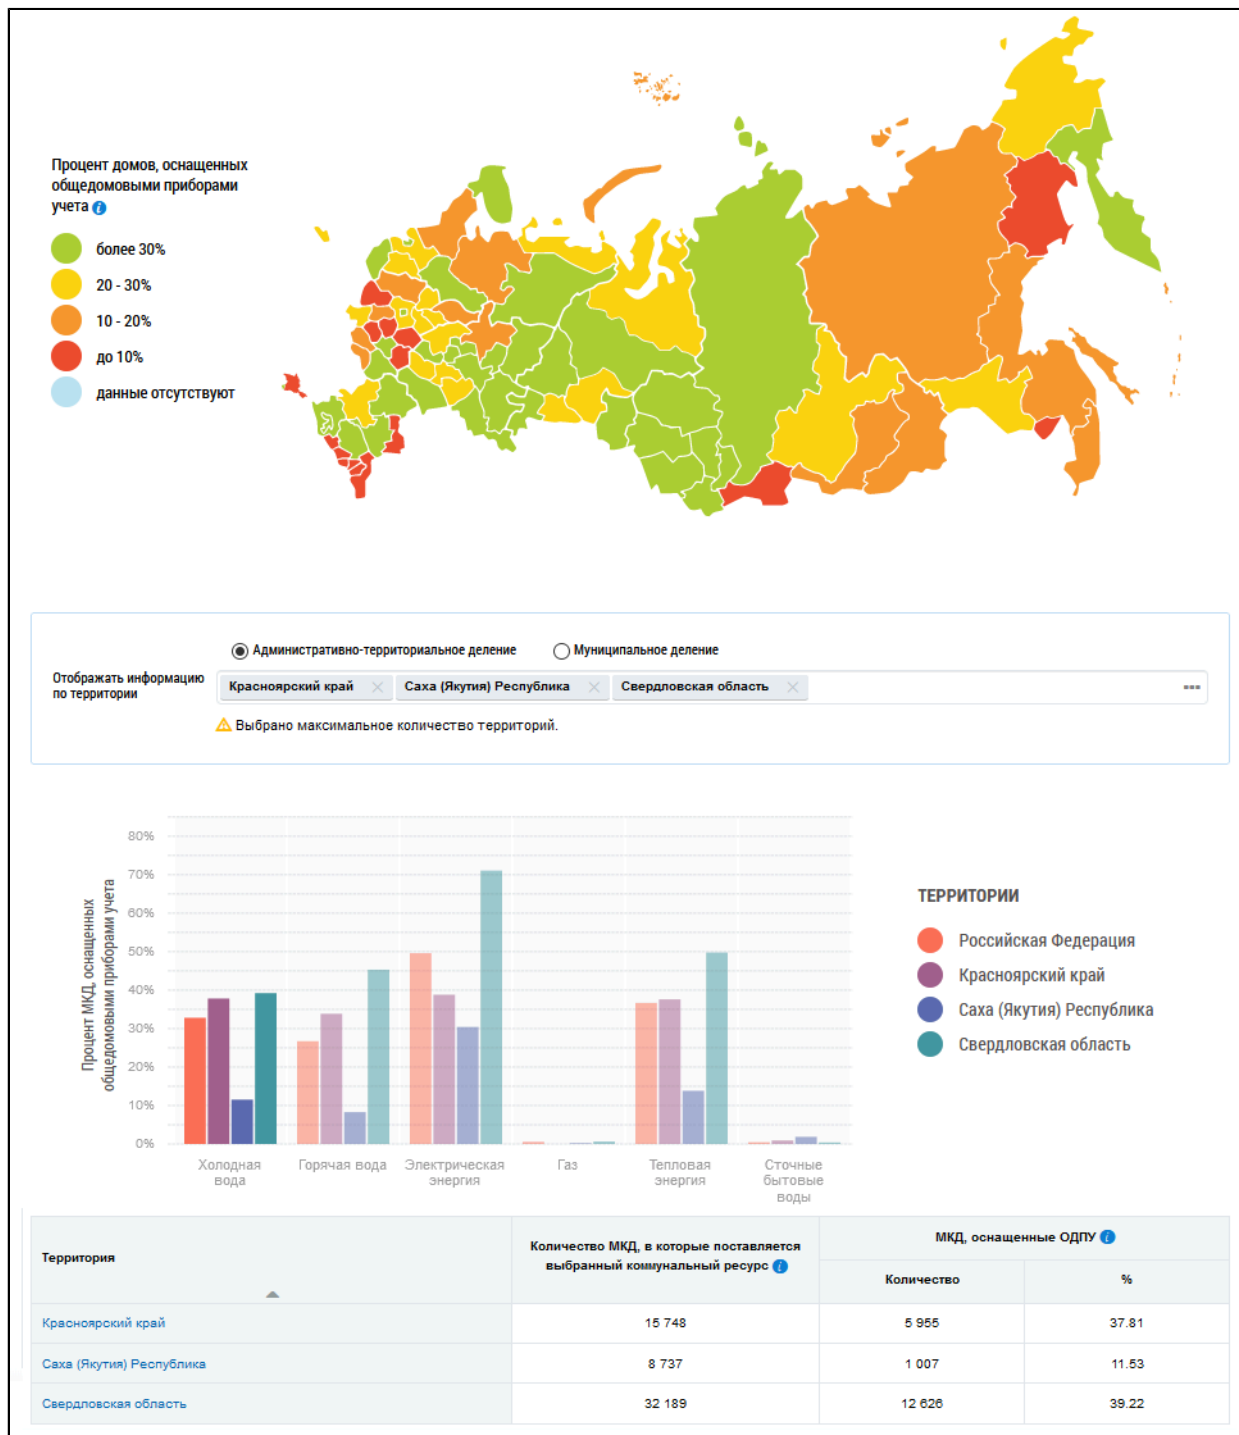 Процент домов, оснащенных
общедомовыми приборами
учета
более 30%
20 - 30%
10 - 20%
до 10%
данные отсутствуют
Административно-территориальное деление
Муниципальное деление
Отображать информацию
по территории
Красноярский край
Саха (Якутия) Республика
Свердловская область
Выбрано максимальное количество территорий.
Процент МКД, оснащенных
общедомовыми приборами учета
80%
70%
60%
50%
40%
30%
20%
10%
0%
Холодная
вода
Горячая вода
Электрическая
энергия
Газ
Тепловая
энергия
Сточные
бытовые
воды
ТЕРРИТОРИИ
Российская Федерация
Красноярский край
Саха (Якутия) Республика
Свердловская область
Территория
Количество МКД, в которые поставляется
выбранный коммунальный ресурс
МКД, оснащенные ОДПУ
Количество
%
Красноярский край 15 748 5 955 37.81
Саха (Якутия) Республика 8 737 1 007 11.53
Свердловская область 32 189 12 626 39.22